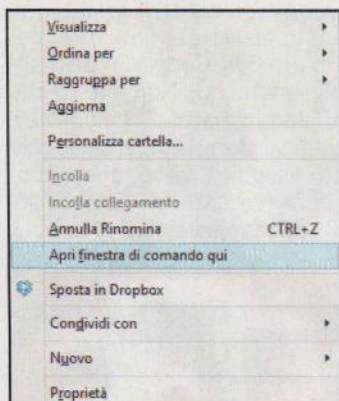 Visualizza
Ordina per
Raggruppa per
Aggiorna
Personalizza cartella...
Incolla
Incolla collegamento
Annulla Rinomina CTRL+Z
Apri finestra di comando qui
Sposta in Dropbox
Condividi con
Nuovo
Proprietà